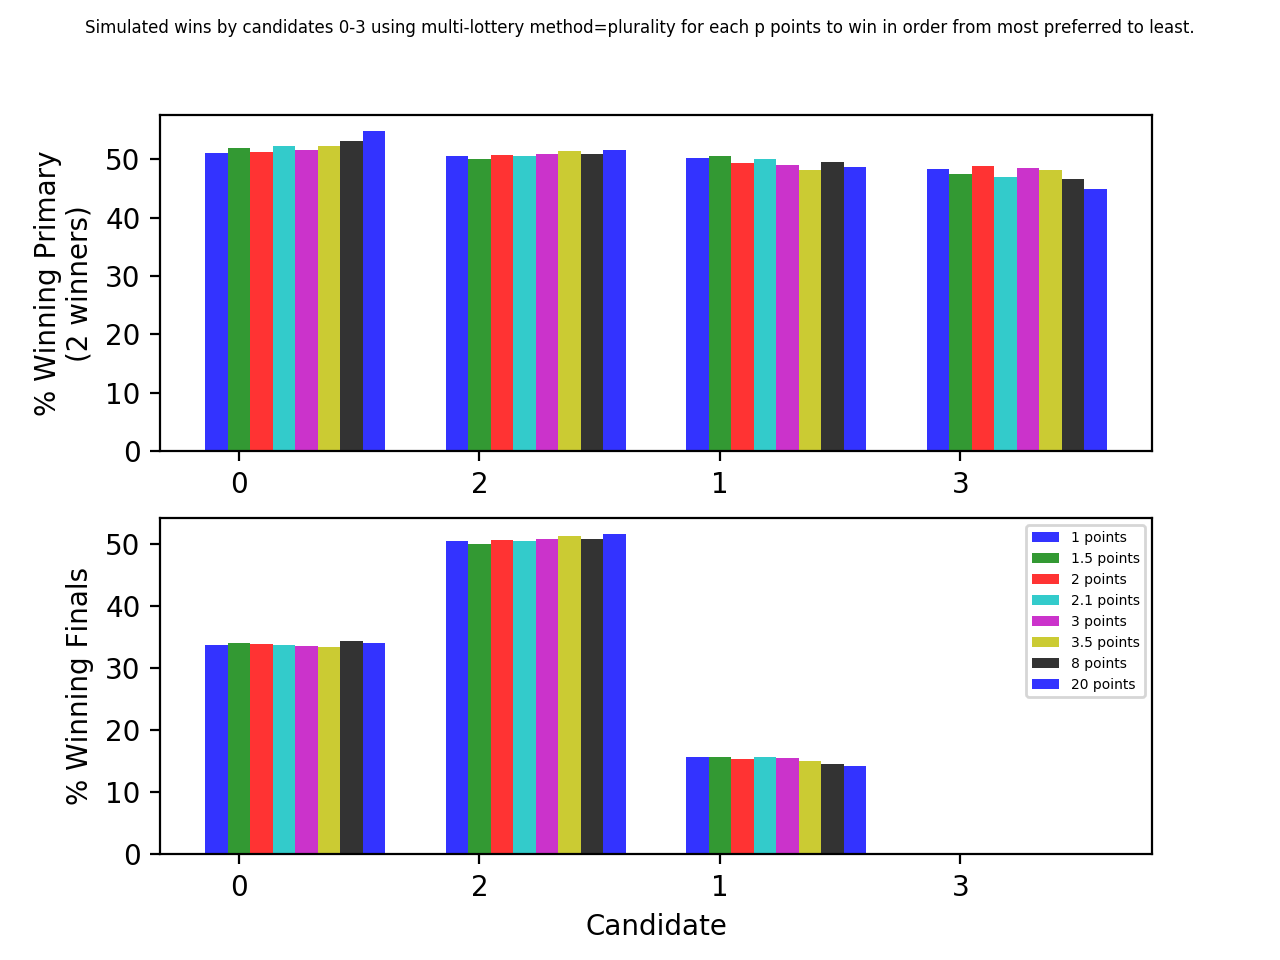 Simulated wins by candidates 0-3 using multi-lottery method=plurality for each p points to win in order from most preferred to least.
% Winning Primary
(2 winners)
50
40
30
20
10
0
0 2 1 3
% Winning Finals
50
40
30
20
10
0
1 points
1.5 points
2 points
2.1 points
3 points
3.5 points
8 points
20 points
0 2 1 3
Candidate